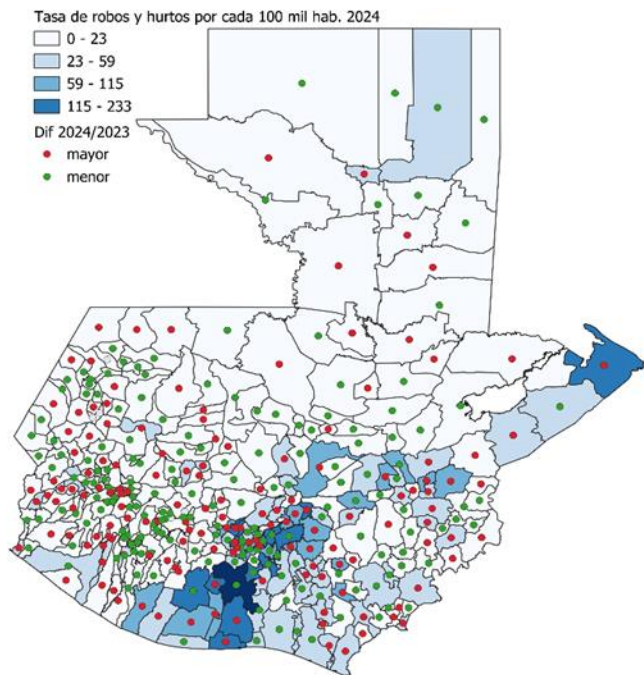 Tasa de robos y hurtos por cada 100 mil hab. 2024
0 - 23
23 - 59
59 - 115
115 - 233
Dif 2024/2023
mayor
menor